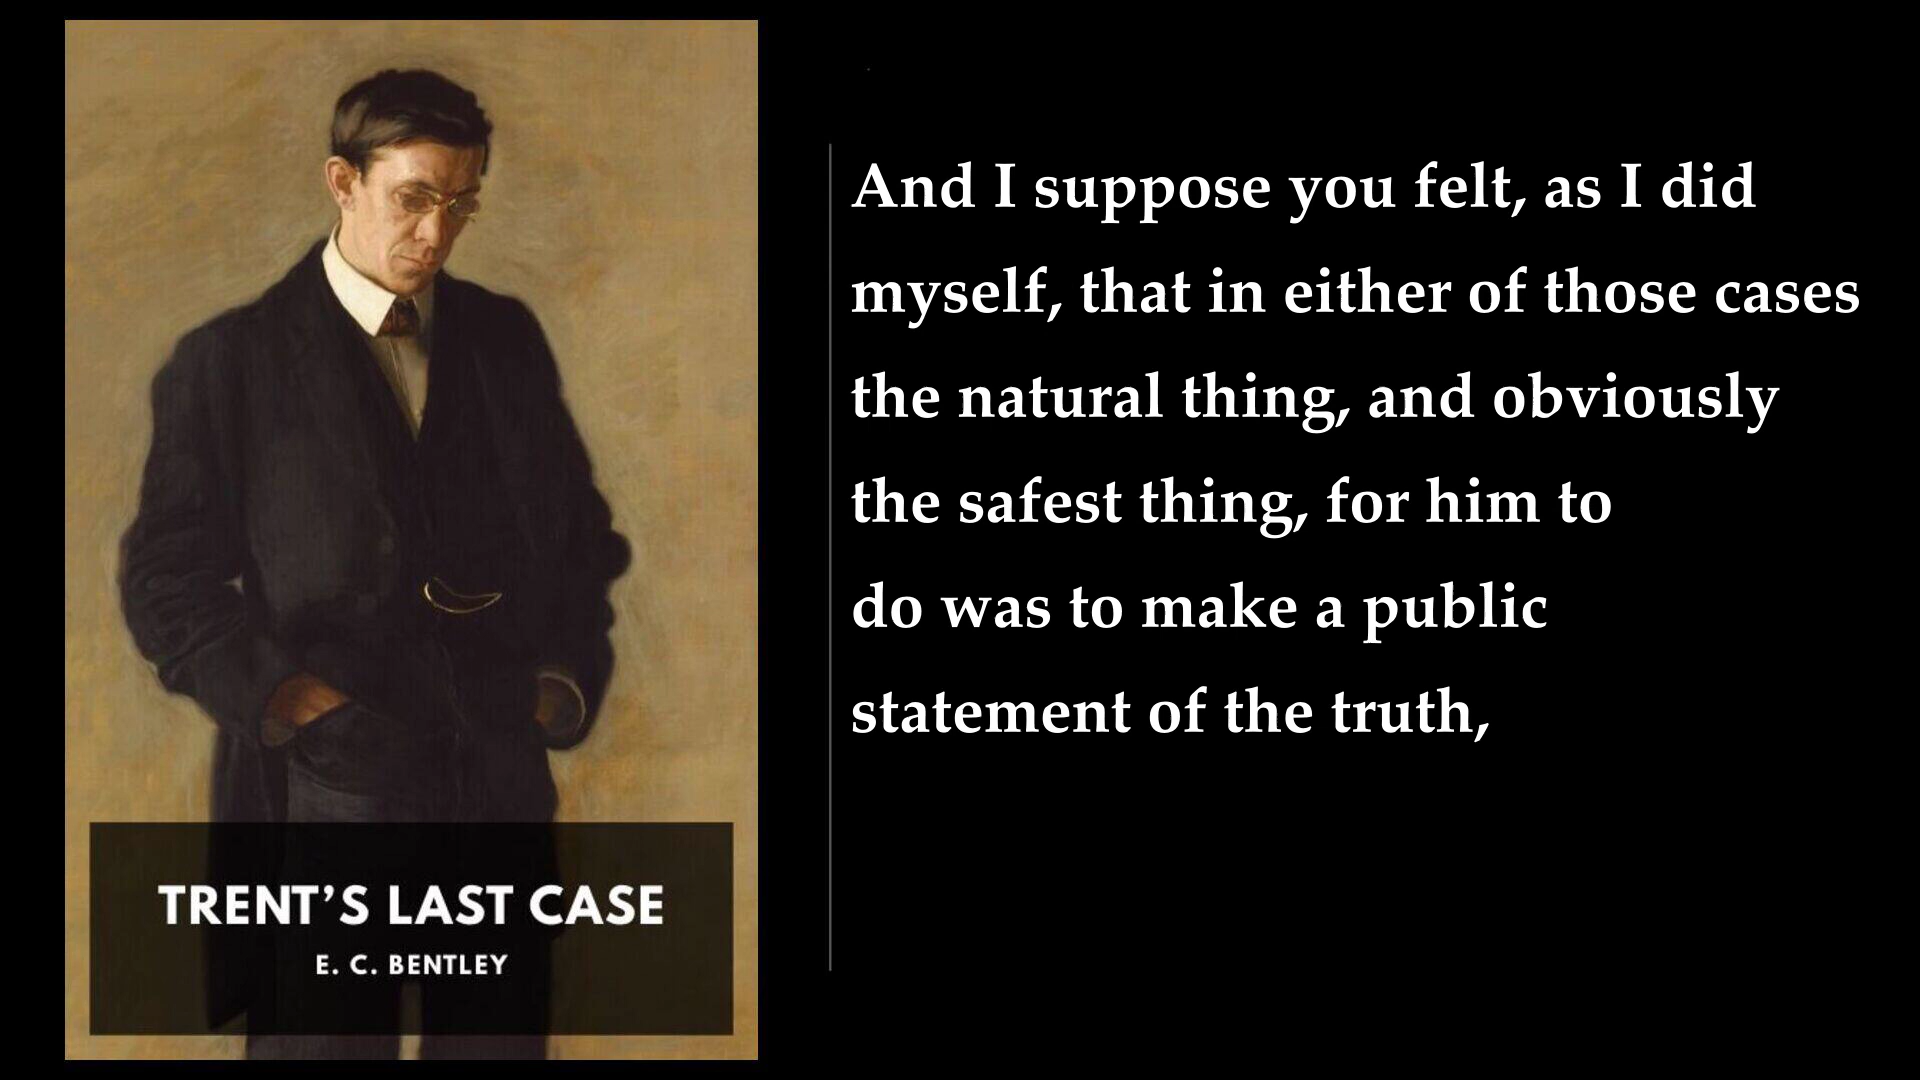 And I suppose you felt, as I did
myself, that in either of those cases
the natural thing, and obviously
the safest thing, for him to
do was to make a public
statement of the truth,
TRENT’S LAST CASE
E. C. BENTLEY